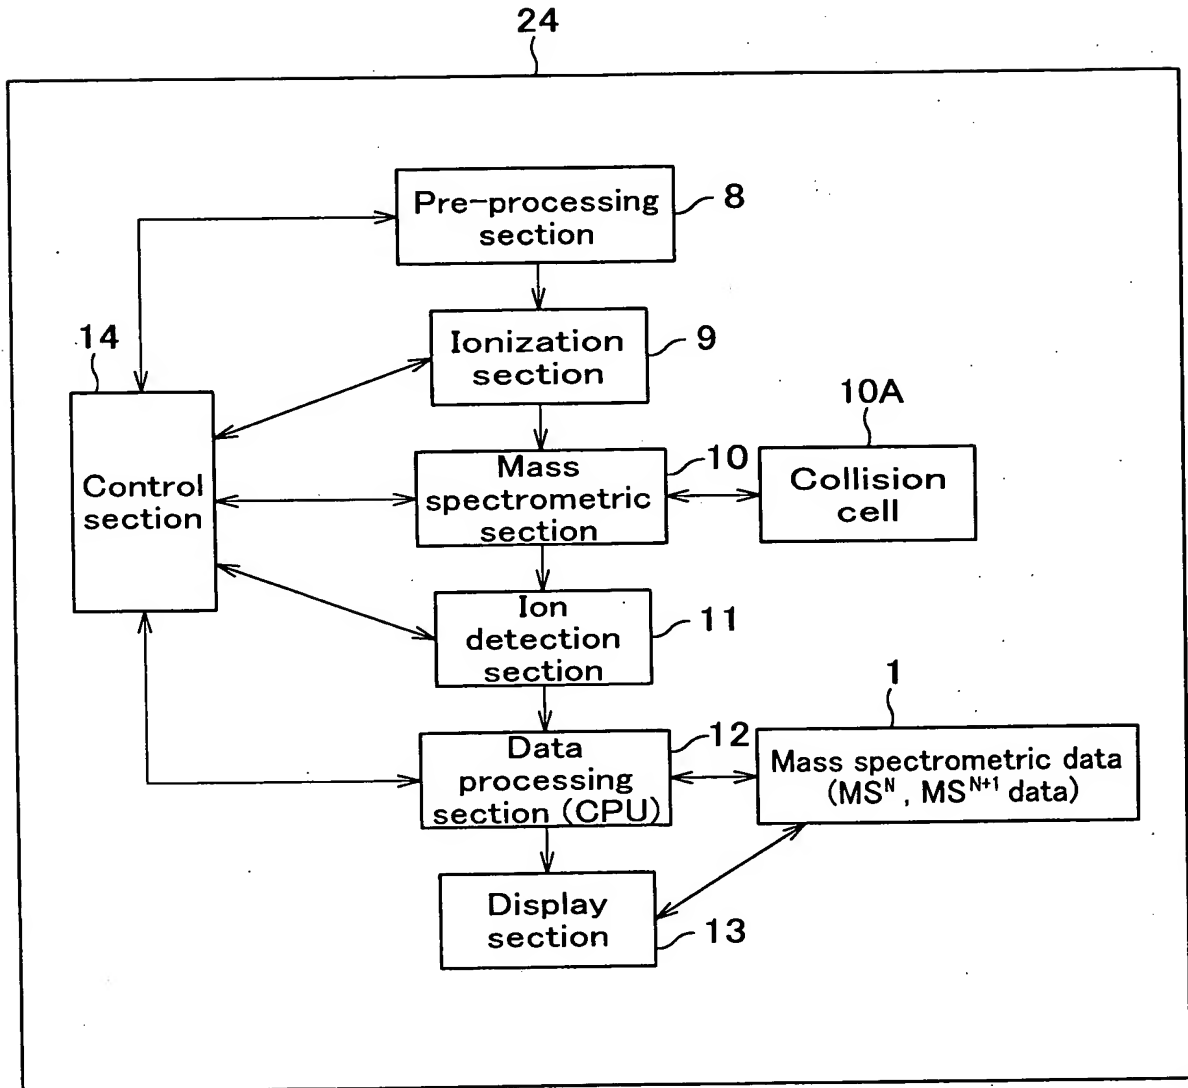 24
Pre-processing
section
8
Ionization
section
9
14
Control
section
Mass
spectrometric
section
10
10A
Collision
cell
Ion
detection
section
11
Data
processing
section (CPU)
12
1
Mass spectrometric data
(MS^N, MS^N+1 data)
Display
section
13